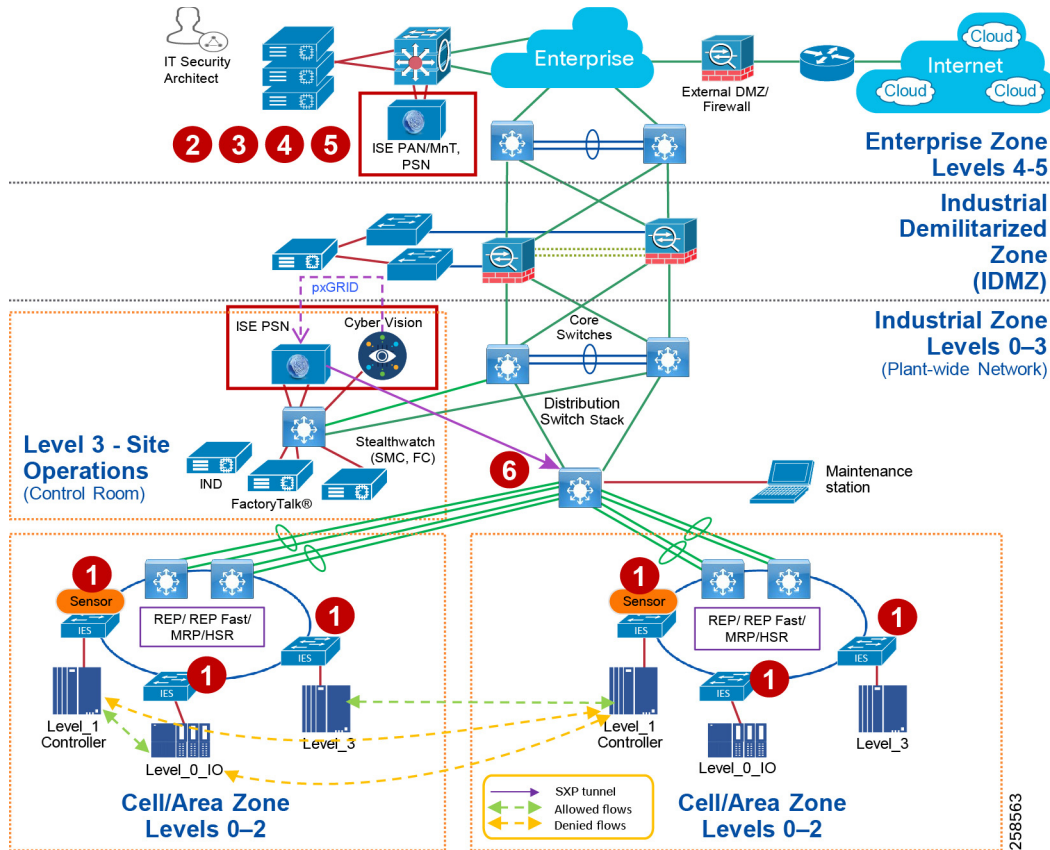 IT Security
Architect
Enterprise
External DMZ/
Firewall
Cloud
Internet
Cloud
Cloud
2
3
4
5
ISE PAN/MnT,
PSN
Enterprise Zone
Levels 4-5
Industrial
Demilitarized
Zone
(IDMZ)
pxGRID
ISE PSN
Cyber Vision
Core
Switches
Industrial Zone
Levels 0–3
(Plant-wide Network)
Distribution
Switch Stack
Level 3 - Site
Operations
(Control Room)
IND
FactoryTalk®
Stealthwatch
(SMC, FC)
6
Maintenance
station
1
Sensor
IES
REP/ REP Fast/
MRP/HSR
1
IES
1
IES
Level_1
Controller
Level_0_IO
Level_3
Cell/Area Zone
Levels 0–2
1
Sensor
IES
REP/ REP Fast/
MRP/HSR
1
IES
1
IES
Level_1
Controller
Level_0_IO
Level_3
Cell/Area Zone
Levels 0–2
SXP tunnel
Allowed flows
Denied flows
258563